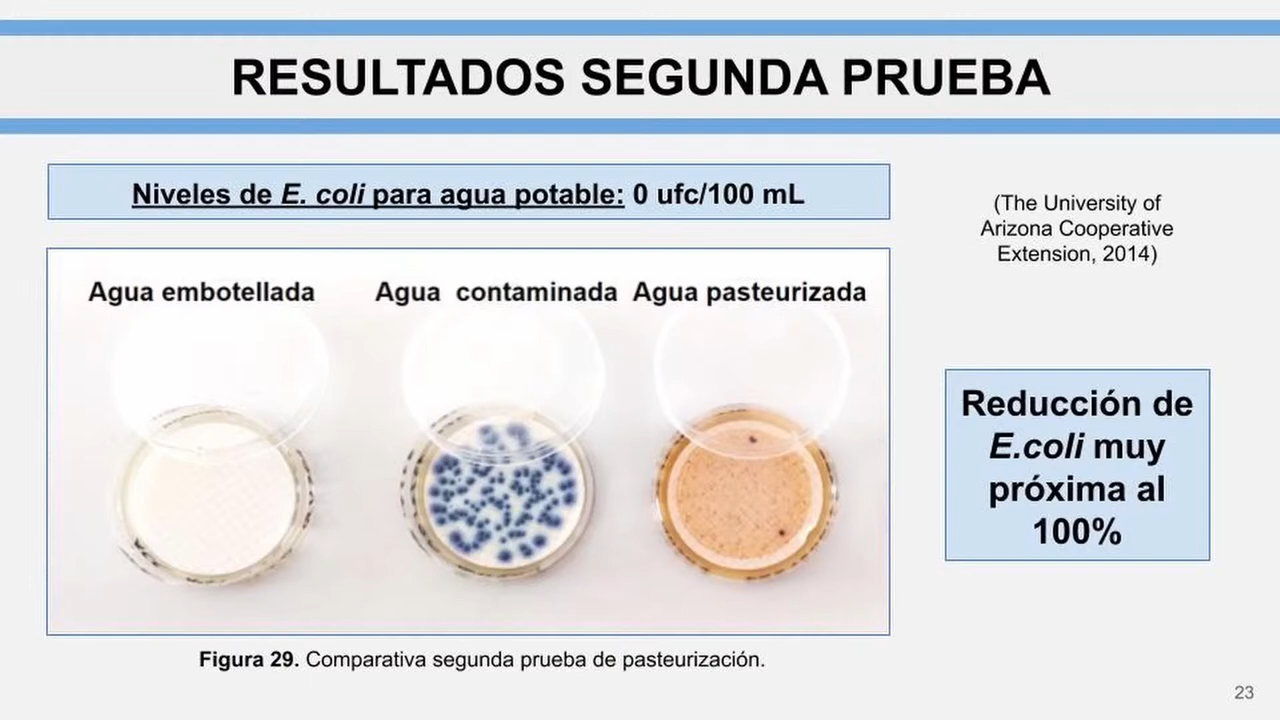 RESULTADOS SEGUNDA PRUEBA
Niveles de E. coli para agua potable: 0 ufc/100 mL
(The University of
Arizona Cooperative
Extension, 2014)
Agua embotellada
Agua contaminada
Agua pasteurizada
Reducción de
E.coli muy
próxima al
100%
Figura 29. Comparativa segunda prueba de pasteurización.
23